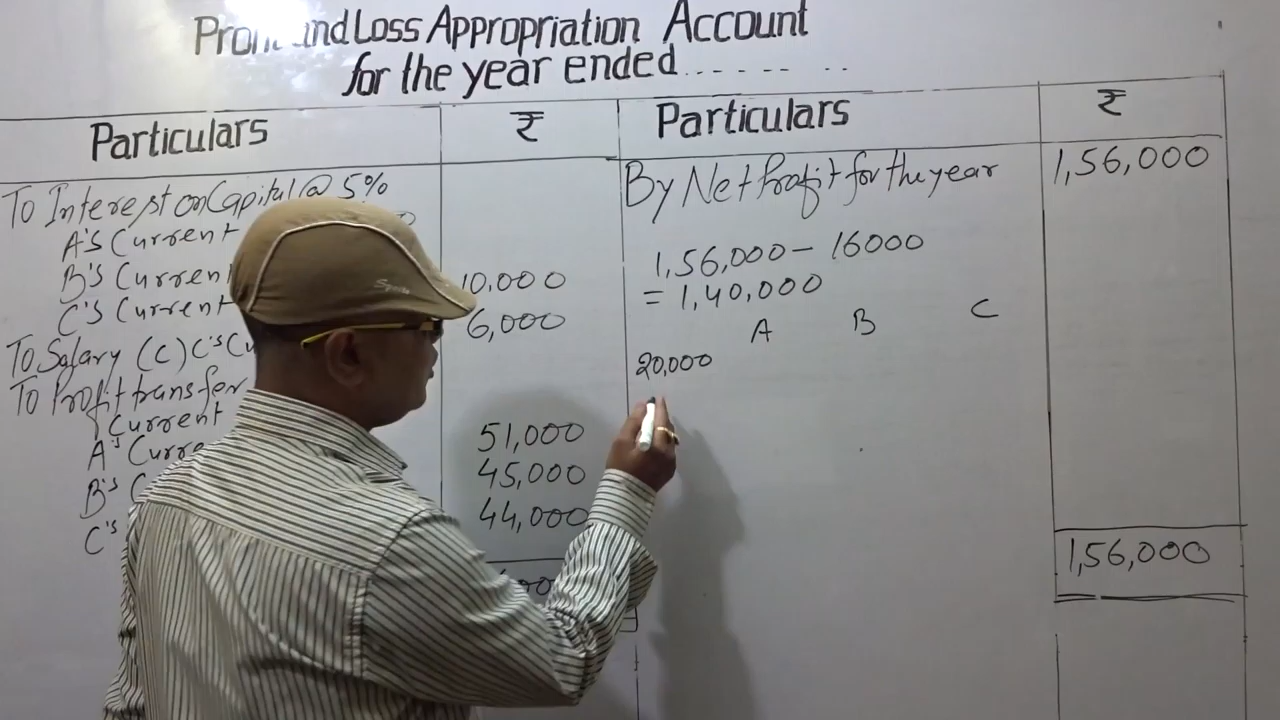 and Loss Appropriation Account
for the year ended
Particulars ₹ Particulars ₹
To Interest on Capital @ 5%
A's Current
B's Current
C's Current
10,000
To Salary (C) C's
6,000
To Profit transfer
Current
A's
51,000
B's
45,000
C's
44,000
By Net Profit for the year 1,56,000
1,56,000 - 16000
= 1,40,000
A B C
20,000
1,56,000